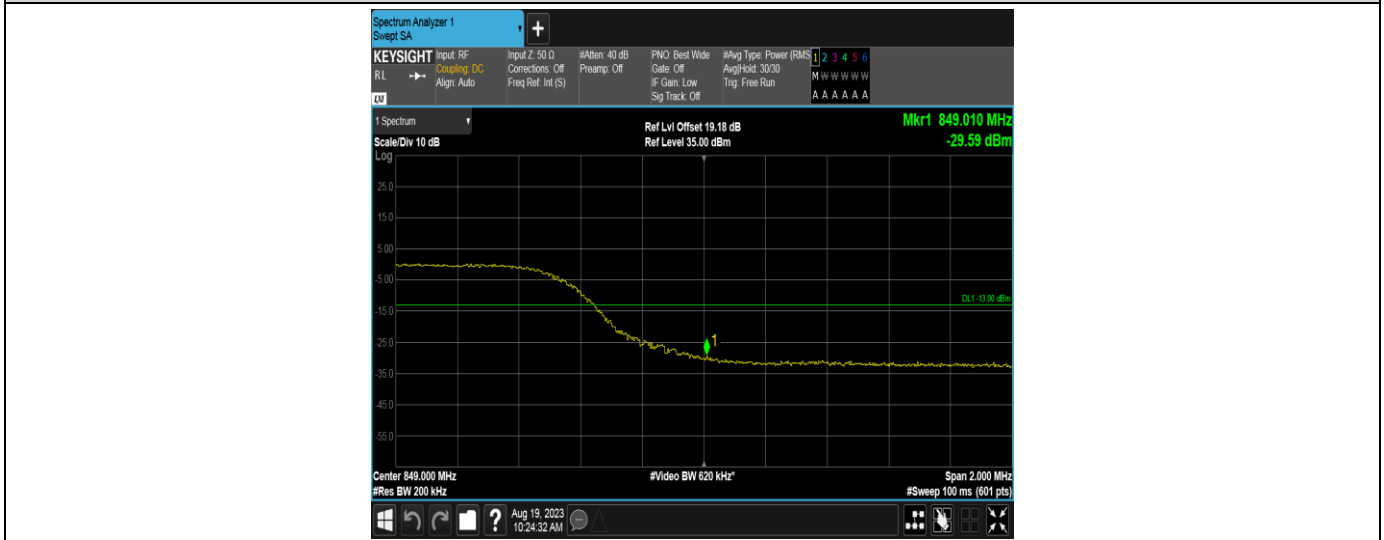 Spectrum Analyzer 1
Swept SA
+
KEYSIGHT Input: RF Input Z: 50 Ω #Atten: 40 dB PNO: Best Wide #Avg Type: Power (RMS 1 2 3 4 5 6
RL Coupling: DC Corrections: Off Preamp: Off Gate: Off Avg|Hold: 30/30 M W W W W W
Align: Auto Freq Ref: Int (S) IF Gain: Low Trig: Free Run
LXI Sig Track: Off A A A A A A
1 Spectrum
Scale/Div 10 dB
Ref Lvl Offset 19.18 dB
Ref Level 35.00 dBm
Mkr1 849.010 MHz
-29.59 dBm
Log
25.0
15.0
5.00
-5.00
DL1 -13.00 dBm
-15.0
-25.0
1
-35.0
-45.0
-55.0
Center 849.000 MHz #Video BW 620 kHz* Span 2.000 MHz
#Res BW 200 kHz #Sweep 100 ms (601 pts)
? Aug 19, 2023
10:24:32 AM